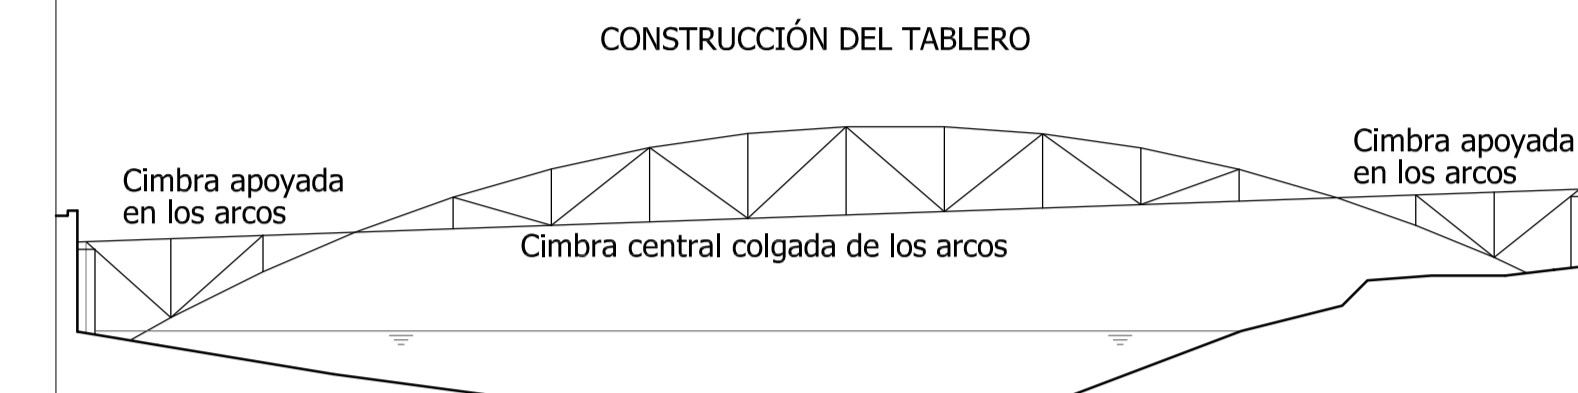 CONSTRUCCIÓN DEL TABLERO
Cimbra apoyada
en los arcos
Cimbra apoyada
en los arcos
Cimbra central colgada de los arcos